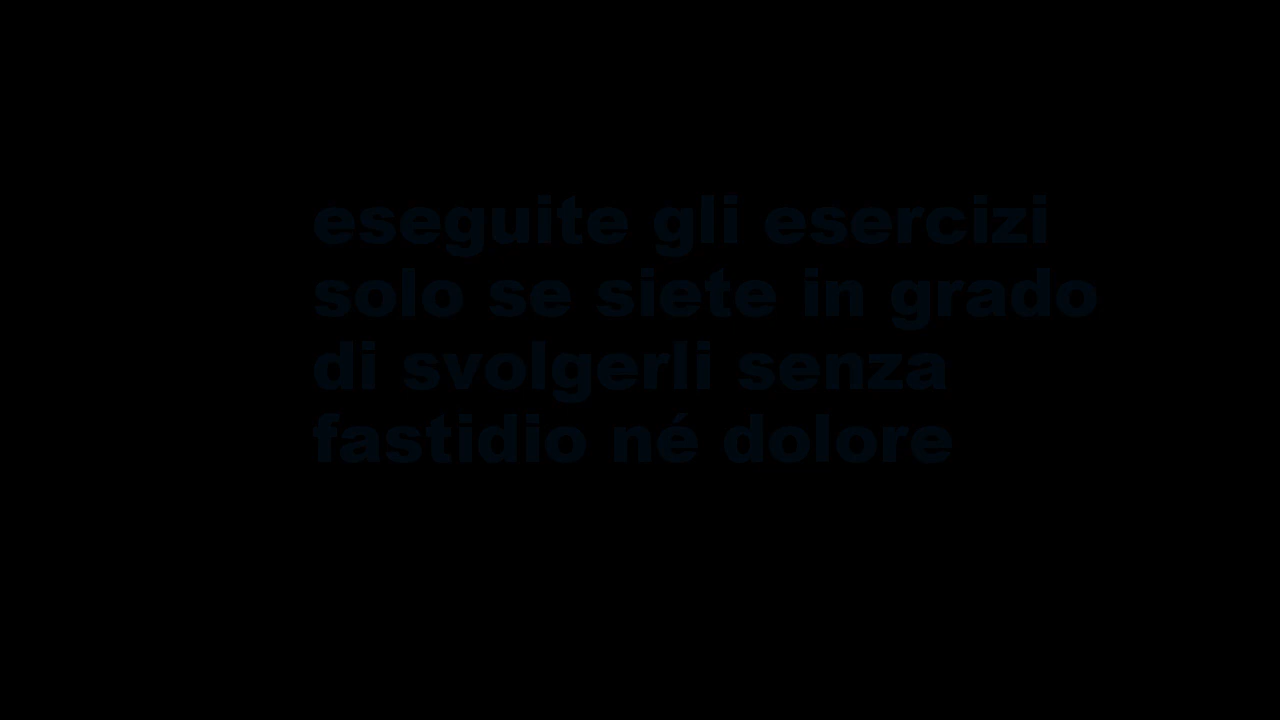 eseguite gli esercizi
solo se siete in grado
di svolgerli senza
fastidio né dolore